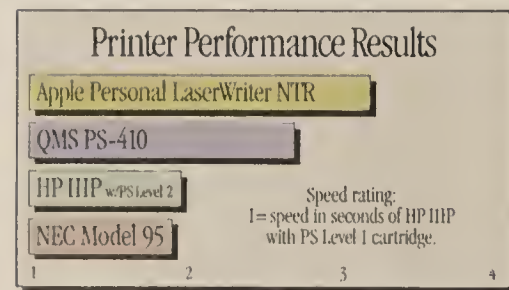 Printer Performance Results
Apple Personal LaserWriter NTR
QMS PS-410
HP IIIP w/PS Level 2
NEC Model 95
Speed rating:
1= speed in seconds of HP IIIP
with PS Level 1 cartridge.
1 2 3 4